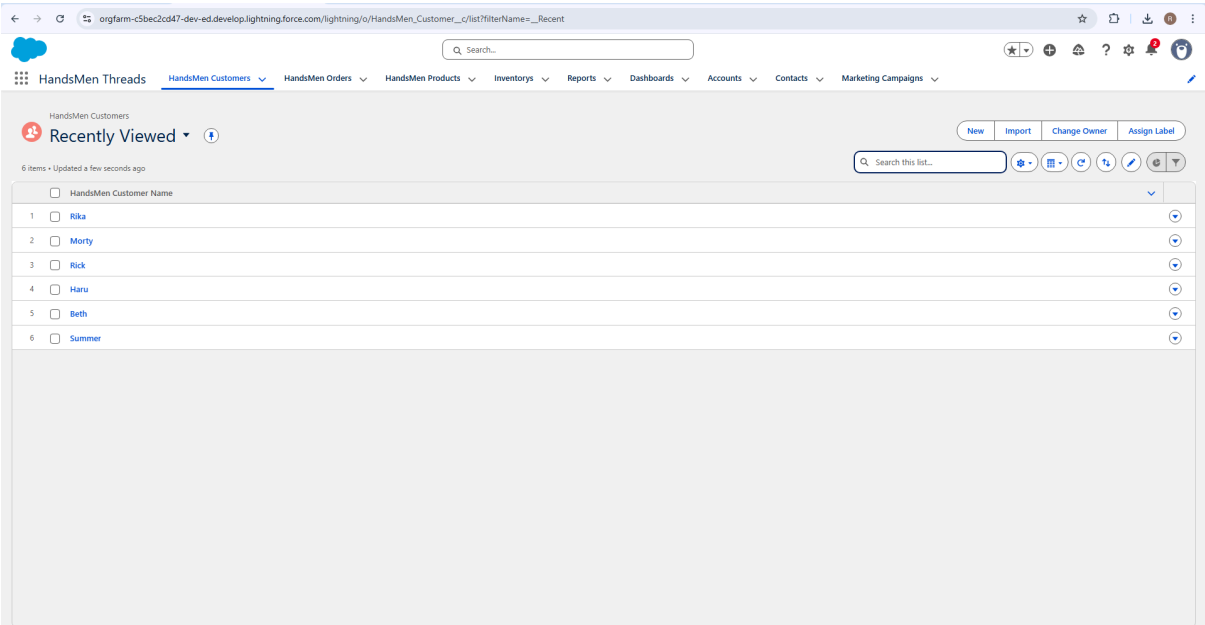 orgfarm-c5bec2cd47-dev-ed.develop.lightning.force.com/lightning/o/HandsMen_Customer__c/list?filterName=__Recent
R
Search...
2
HandsMen Threads HandsMen Customers HandsMen Orders HandsMen Products Inventorys Reports Dashboards Accounts Contacts Marketing Campaigns
HandsMen Customers
Recently Viewed
New Import Change Owner Assign Label
6 items • Updated a few seconds ago
Search this list...
HandsMen Customer Name
1 Rika
2 Morty
3 Rick
4 Haru
5 Beth
6 Summer